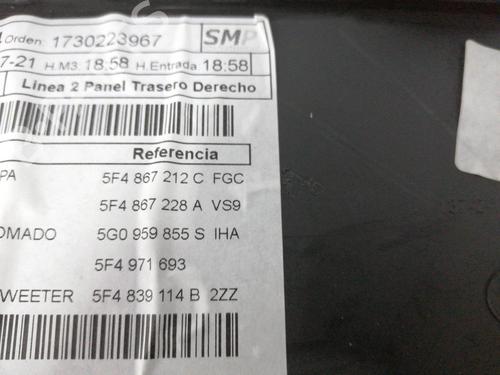 Orden: 1730223967 SMP
7-21 H.M3: 18:58 H.Entrada 18:58
Linea 2 Panel Trasero Derecho
Referencia
PA 5F4 867 212 C FGC
5F4 867 228 A VS9
OMADO 5G0 959 855 S IHA
5F4 971 693
WEETER 5F4 839 114 B 2ZZ